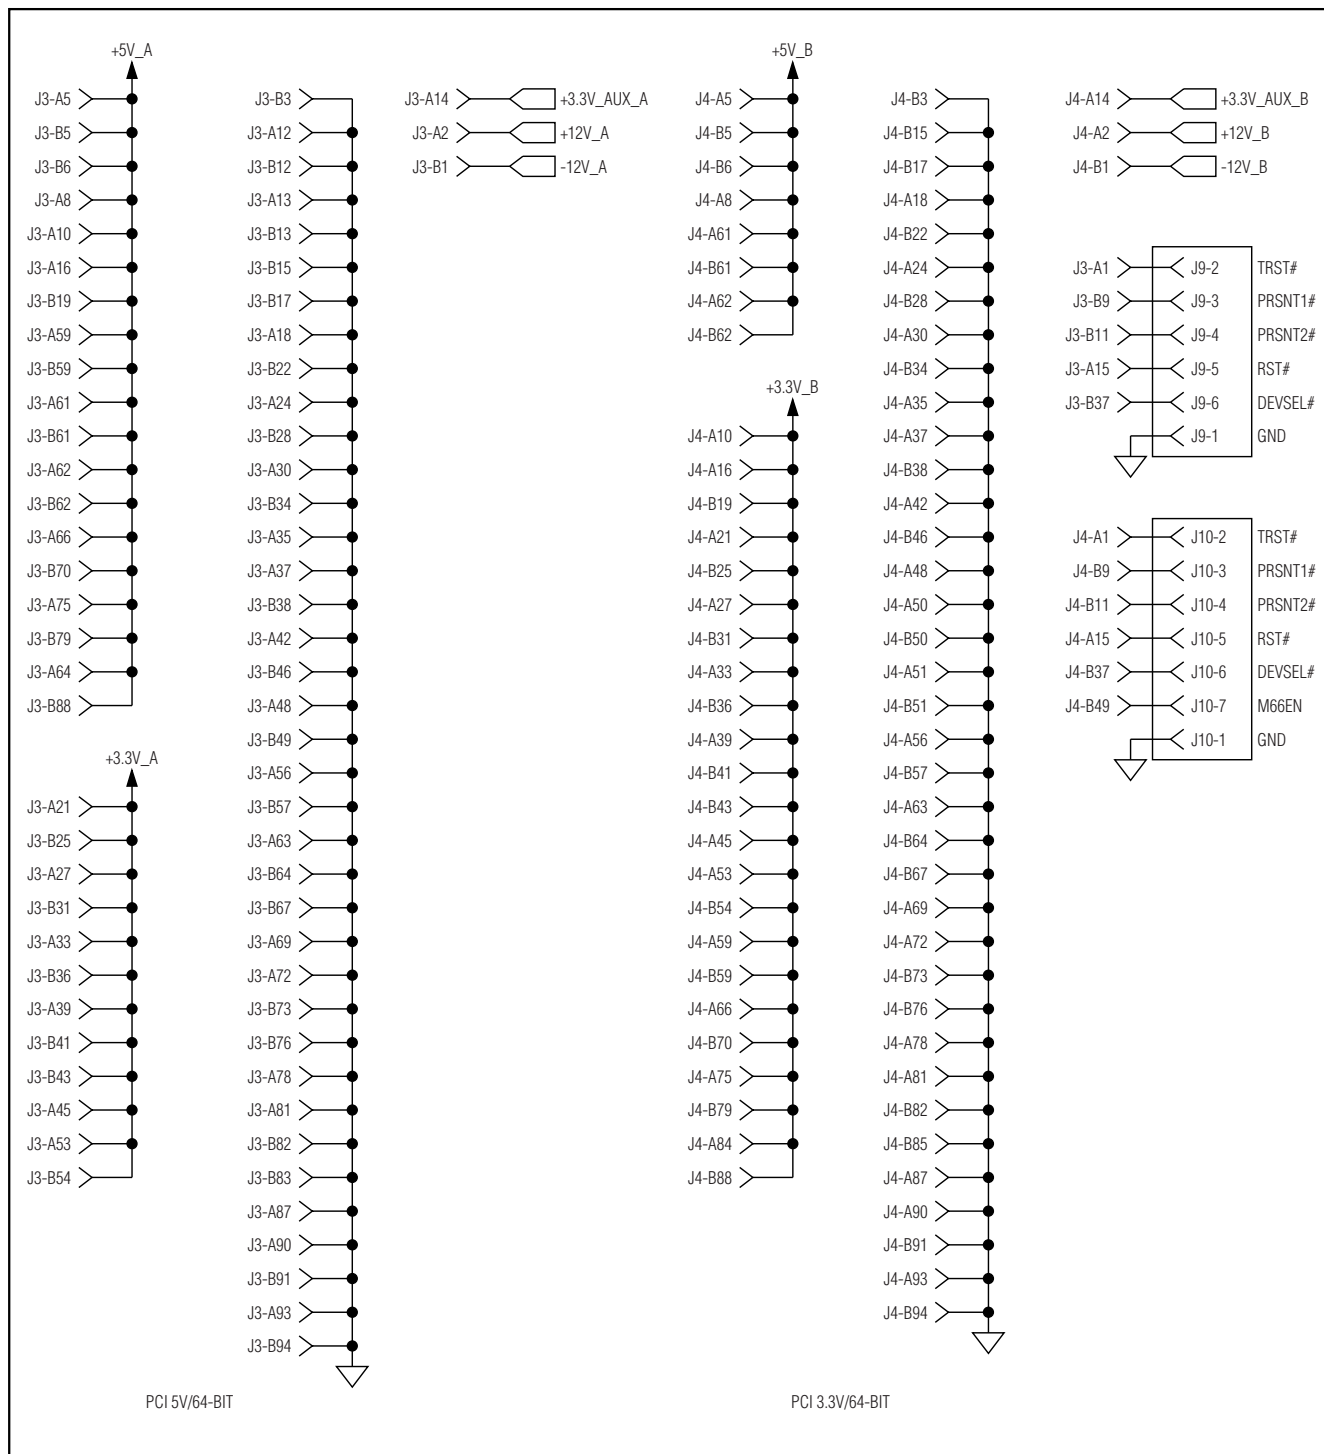 +5V_A
J3-A5
J3-B5
J3-B6
J3-A8
J3-A10
J3-A16
J3-B19
J3-A59
J3-B59
J3-A61
J3-B61
J3-A62
J3-B62
J3-A66
J3-B70
J3-A75
J3-B79
J3-A64
J3-B88
+3.3V_A
J3-A21
J3-B25
J3-A27
J3-B31
J3-A33
J3-B36
J3-A39
J3-B41
J3-B43
J3-A45
J3-A53
J3-B54
J3-B3
J3-A12
J3-B12
J3-A13
J3-B13
J3-B15
J3-B17
J3-A18
J3-B22
J3-A24
J3-B28
J3-A30
J3-B34
J3-A35
J3-A37
J3-B38
J3-A42
J3-B46
J3-A48
J3-B49
J3-A56
J3-B57
J3-A63
J3-B64
J3-B67
J3-A69
J3-A72
J3-B73
J3-B76
J3-A78
J3-A81
J3-B82
J3-B83
J3-A87
J3-A90
J3-B91
J3-A93
J3-B94
J3-A14 +3.3V_AUX_A
J3-A2 +12V_A
J3-B1 -12V_A
PCI 5V/64-BIT
+5V_B
J4-A5
J4-B5
J4-B6
J4-A8
J4-A61
J4-B61
J4-A62
J4-B62
+3.3V_B
J4-A10
J4-A16
J4-B19
J4-A21
J4-B25
J4-A27
J4-B31
J4-A33
J4-B36
J4-A39
J4-B41
J4-B43
J4-A45
J4-A53
J4-B54
J4-A59
J4-B59
J4-A66
J4-B70
J4-A75
J4-B79
J4-A84
J4-B88
J4-B3
J4-B15
J4-B17
J4-A18
J4-B22
J4-A24
J4-B28
J4-A30
J4-B34
J4-A35
J4-A37
J4-B38
J4-A42
J4-B46
J4-A48
J4-A50
J4-B50
J4-A51
J4-B51
J4-A56
J4-B57
J4-A63
J4-B64
J4-B67
J4-A69
J4-A72
J4-B73
J4-B76
J4-A78
J4-A81
J4-B82
J4-B85
J4-A87
J4-A90
J4-B91
J4-A93
J4-B94
J4-A14 +3.3V_AUX_B
J4-A2 +12V_B
J4-B1 -12V_B
J3-A1 J9-2 TRST#
J3-B9 J9-3 PRSNT1#
J3-B11 J9-4 PRSNT2#
J3-A15 J9-5 RST#
J3-B37 J9-6 DEVSEL#
J9-1 GND
J4-A1 J10-2 TRST#
J4-B9 J10-3 PRSNT1#
J4-B11 J10-4 PRSNT2#
J4-A15 J10-5 RST#
J4-B37 J10-6 DEVSEL#
J4-B49 J10-7 M66EN
J10-1 GND
PCI 3.3V/64-BIT